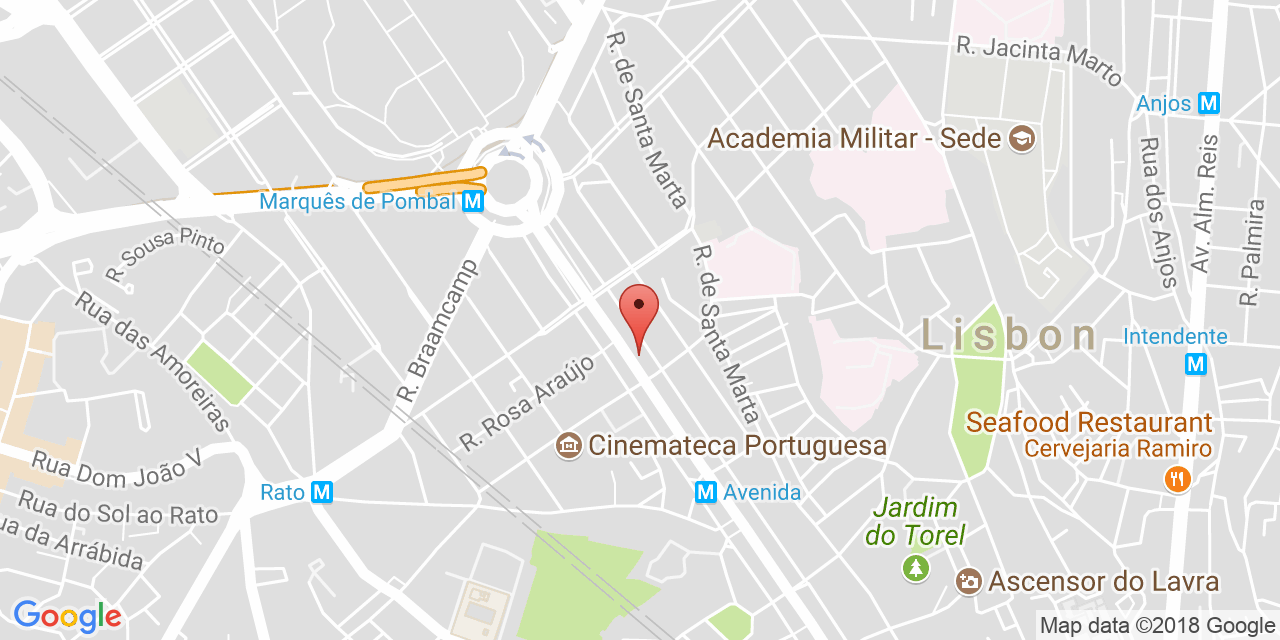 R. de Santa Marta
R. Jacinta Marto
Anjos M
Academia Militar - Sede
Rua dos Anjos
Av. Alm. Reis
R. Palmira
Marquês de Pombal M
R. Sousa Pinto
R. de Santa Marta
Rua das Amoreiras
R. Braamcamp
Lisbon
Intendente
M
R. Rosa Araújo
Seafood Restaurant
Cervejaria Ramiro
Cinemateca Portuguesa
Rua Dom João V
Rato M
M Avenida
Rua do Sol ao Rato
ua da Arrábida
Jardim
do Torel
Ascensor do Lavra
Google
Map data ©2018 Google